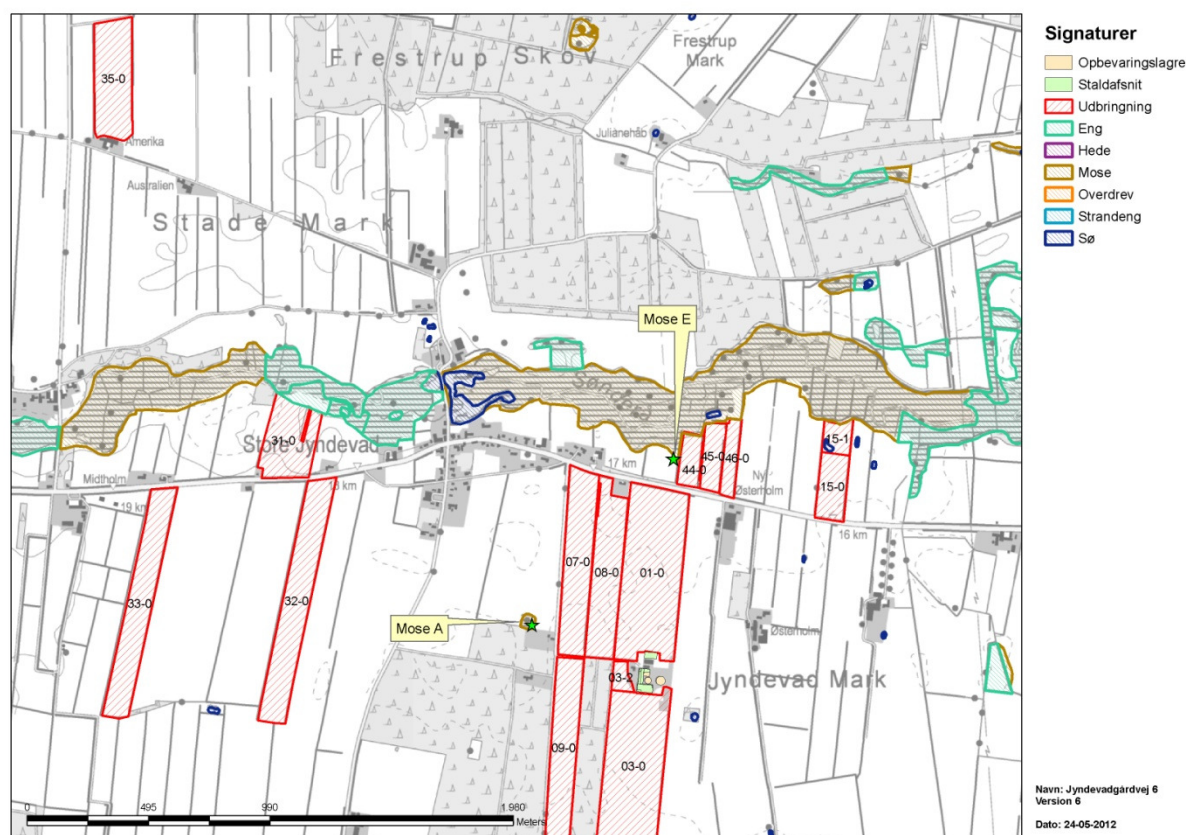 Frestrup Skov
Frestrup
Mark
35-0
Amerika
Julianehåb
Australien
Stade Mark
Mose E
Sønderå
31-0
Store Jyndevad
Midtholm
19 km
18 km
17 km
16 km
44-0
45-0
46-0
Ny
Østerholm
15-1
15-0
33-0
32-0
07-0
08-0
01-0
Mose A
Østerholm
03-2
Jyndevad Mark
09-0
03-0
0 495 990 1.980
Meters
Signaturer
Opbevaringslagre
Staldafsnit
Udbringning
Eng
Hede
Mose
Overdrev
Strandeng
Sø
Navn: Jyndevadgårdvej 6
Version 6
Dato: 24-05-2012